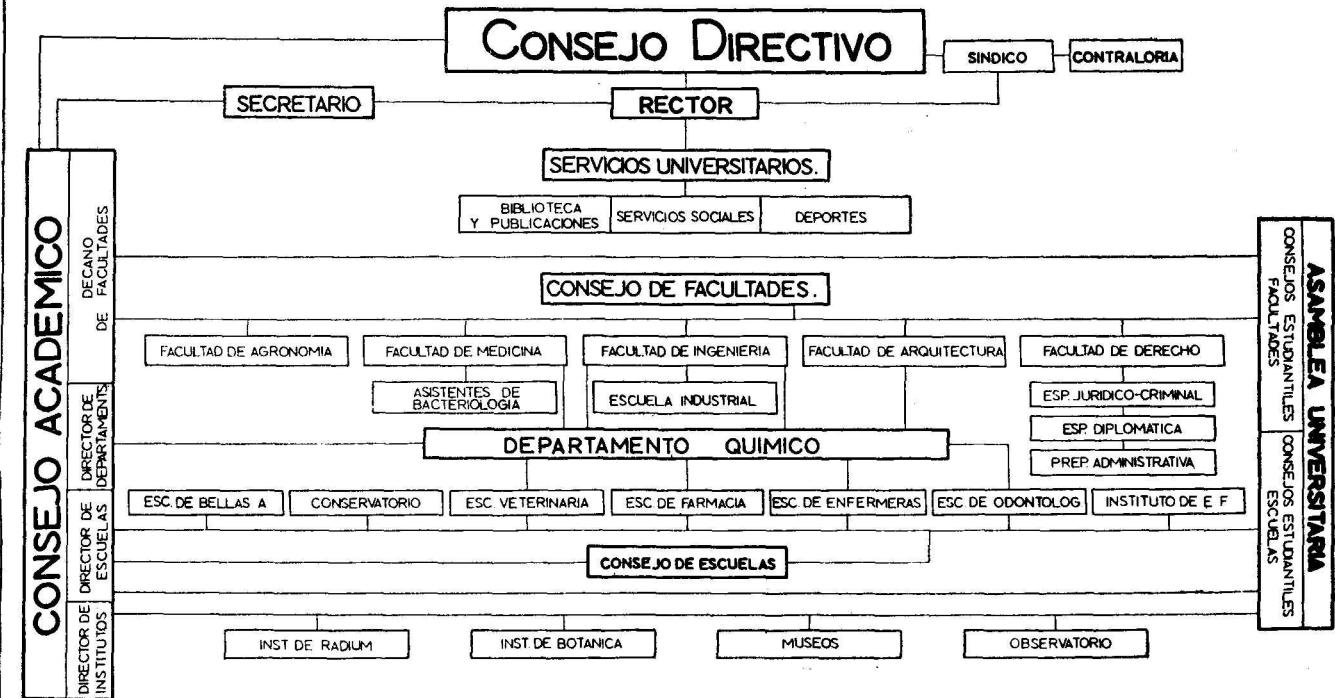 CONSEJO DIRECTIVO
SINDICO
CONTRALORIA
SECRETARIO
RECTOR
SERVICIOS UNIVERSITARIOS.
BIBLIOTECA
Y PUBLICACIONES
SERVICIOS SOCIALES
DEPORTES
CONSEJO ACADEMICO
DECANO
DE FACULTADES
DIRECTOR DE
DEPARTAMENTS
DIRECTOR DE
ESCUELAS
DIRECTOR DE
INSTITUTOS
CONSEJO DE FACULTADES.
FACULTAD DE AGRONOMIA
FACULTAD DE MEDICINA
FACULTAD DE INGENIERIA
FACULTAD DE ARQUITECTURA
FACULTAD DE DERECHO
ASISTENTES DE
BACTERIOLOGIA
ESCUELA INDUSTRIAL
ESP. JURIDICO-CRIMINAL
ESP. DIPLOMATICA
PREP. ADMINISTRATIVA
DEPARTAMENTO QUIMICO
ESC. DE BELLAS A
CONSERVATORIO
ESC. VETERINARIA
ESC. DE FARMACIA
ESC. DE ENFERMERAS
ESC DE ODONTOLOG
INSTITUTO DE E F
CONSEJO DE ESCUELAS
INST DE RADIUM
INST. DE BOTANICA
MUSEOS
OBSERVATORIO
ASAMBLEA UNIVERSITARIA
CONSEJOS ESTUDIANTILES
FACULTADES
CONSEJOS ESTUDIANTILES
ESCUELAS